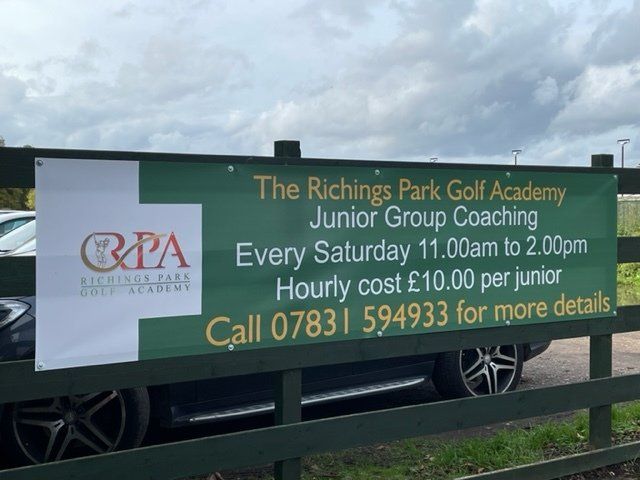 RPA
RICHINGS PARK
GOLF ACADEMY
The Richings Park Golf Academy
Junior Group Coaching
Every Saturday 11.00am to 2.00pm
Hourly cost £10.00 per junior
Call 07831 594933 for more details